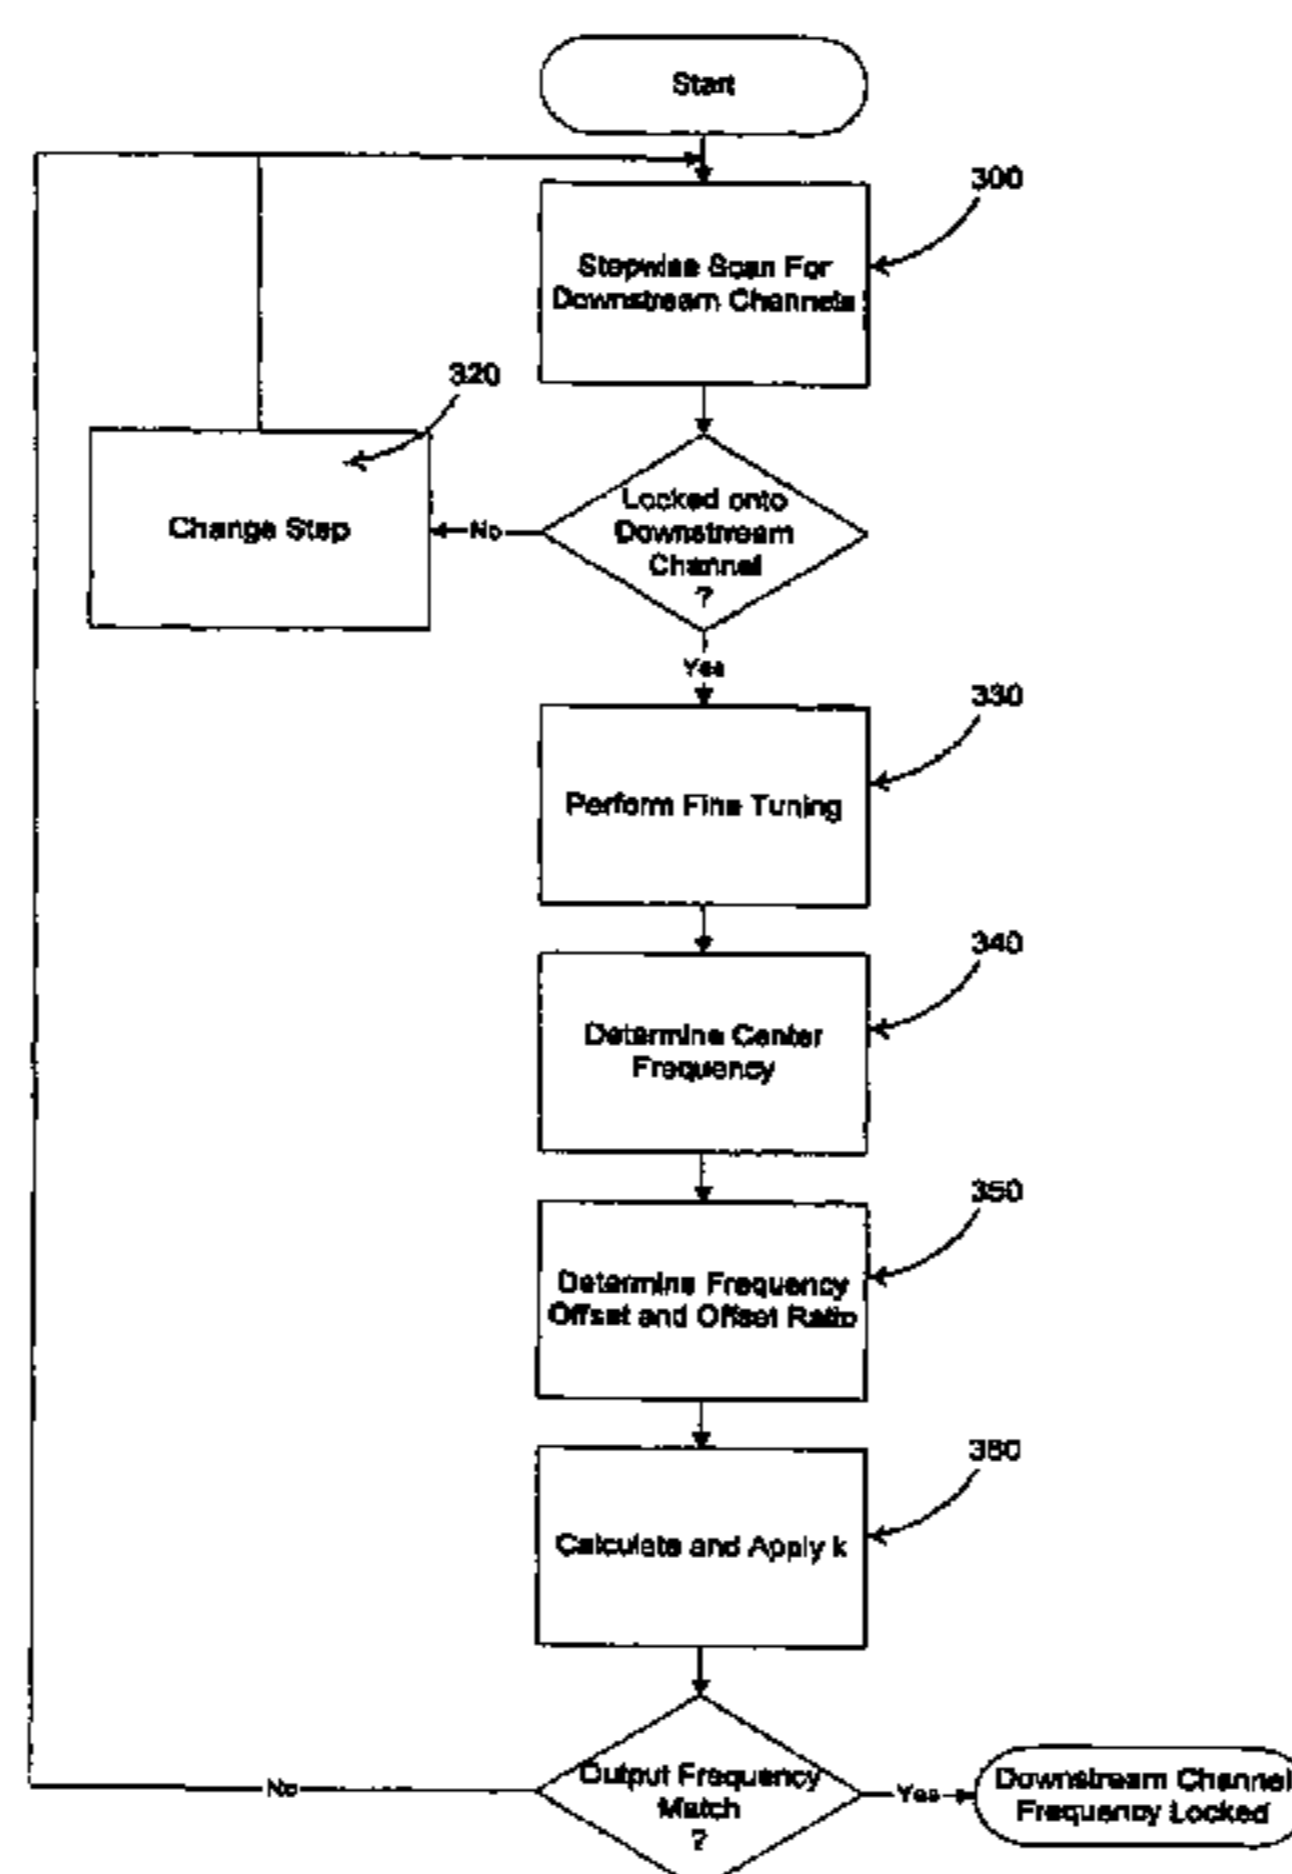 Start
300
Stepwise Scan For
Downstream Channels
320
Change Step
No
Locked onto
Downstream
Channel
?
Yes
330
Perform Fine Tuning
340
Determine Center
Frequency
350
Determine Frequency
Offset and Offset Ratio
360
Calculate and Apply k
No
Output Frequency
Match
?
Yes
Downstream Channel
Frequency Locked